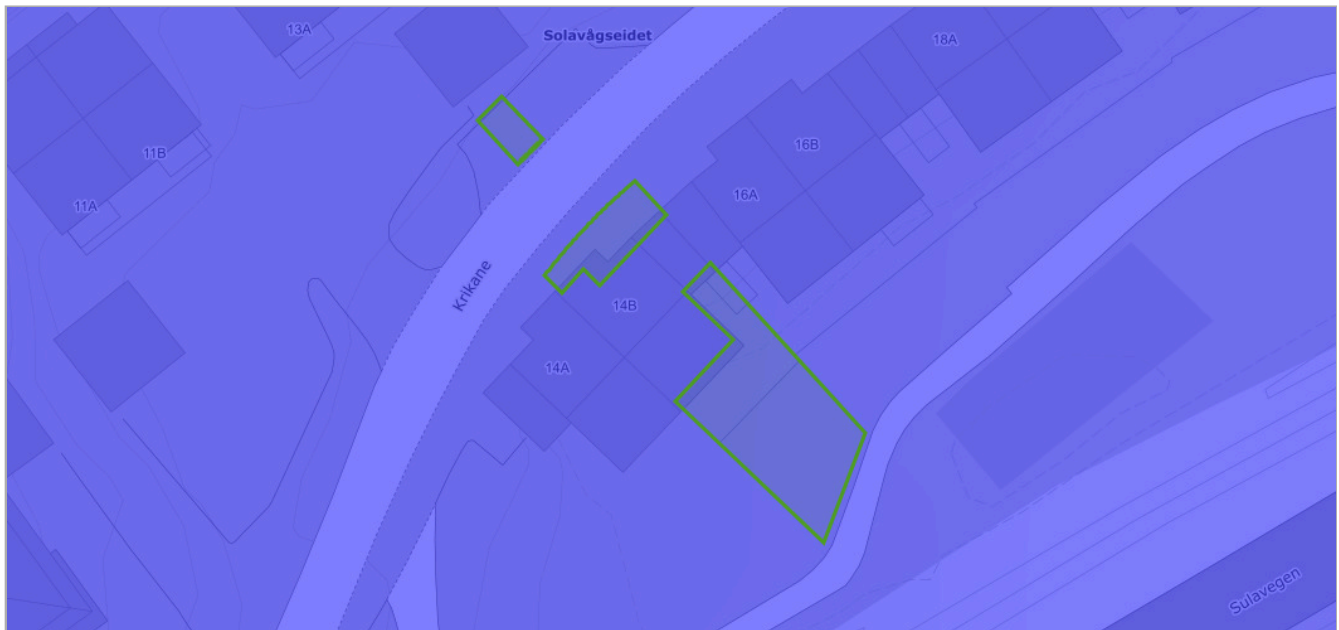 13A
Solavågseidet
18A
11B
16B
11A
16A
Krikane
14B
14A
Sulavegen